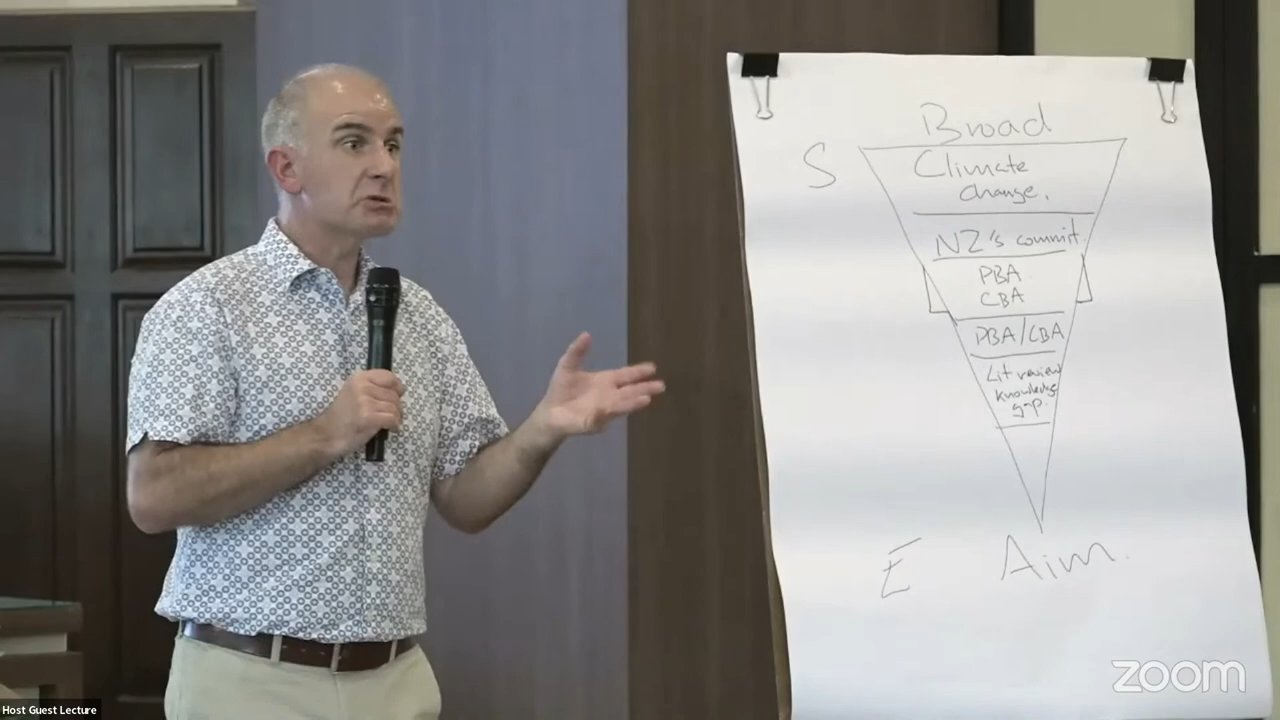 Broad
S
Climate
change.
NZ's commit.
PBA
CBA
PBA/CBA
Lit review
knowledge
gap.
E Aim.
zoom
Host Guest Lecture